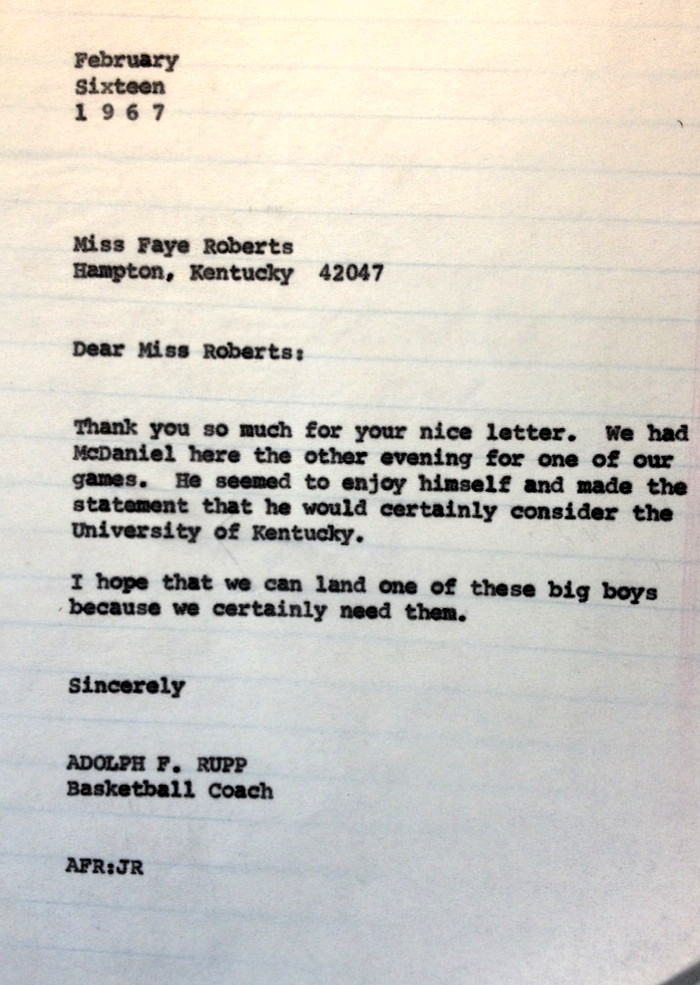 February
Sixteen
1 9 6 7
Miss Faye Roberts
Hampton, Kentucky  42047
Dear Miss Roberts:
Thank you so much for your nice letter.  We had
McDaniel here the other evening for one of our
games.  He seemed to enjoy himself and made the
statement that he would certainly consider the
University of Kentucky.
I hope that we can land one of these big boys
because we certainly need them.
Sincerely
ADOLPH F. RUPP
Basketball Coach
AFR:JR